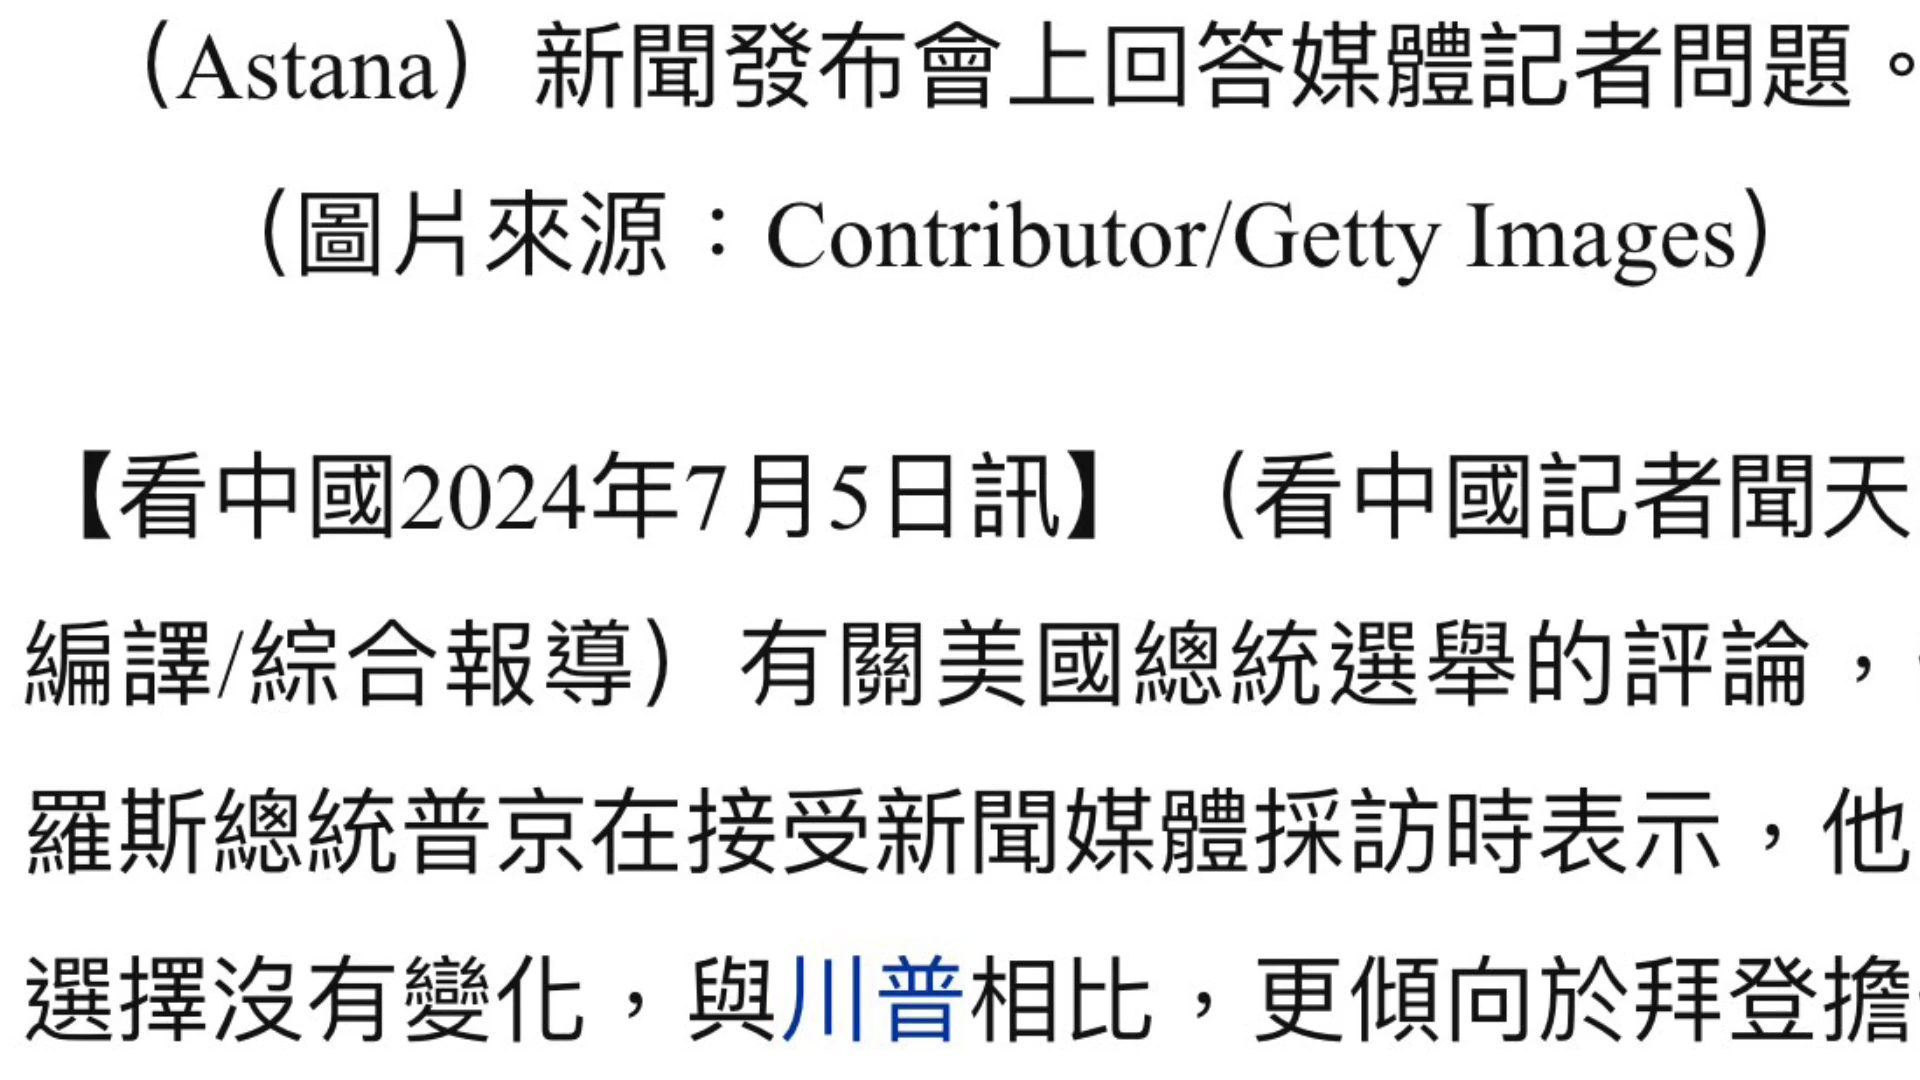 （Astana）新聞發布會上回答媒體記者問題。
（圖片來源：Contributor/Getty Images）
【看中國2024年7月5日訊】（看中國記者聞天
編譯/綜合報導）有關美國總統選舉的評論，
羅斯總統普京在接受新聞媒體採訪時表示，他
選擇沒有變化，與川普相比，更傾向於拜登擔